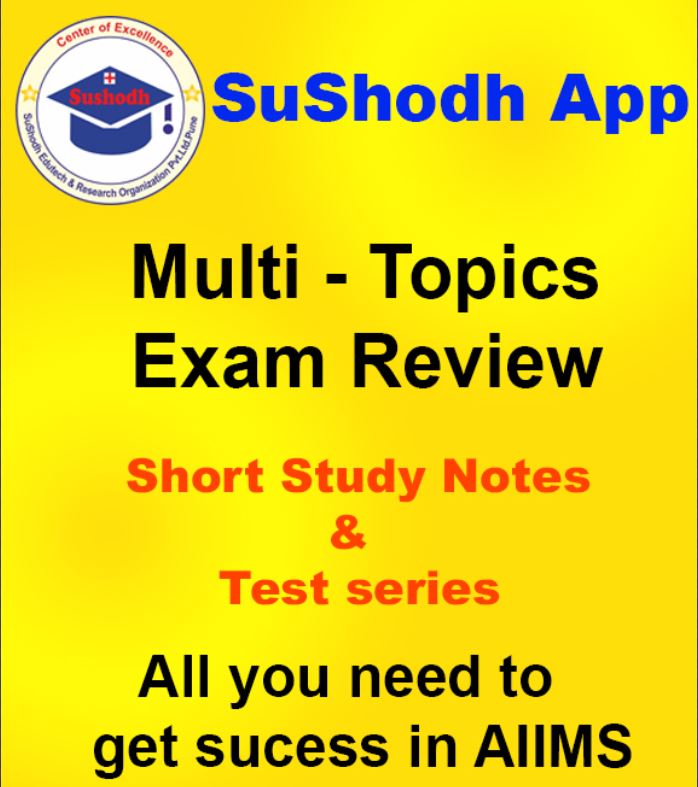 Center of Excellence
Sushodh
SuShodh Edutech & Research Organization Pvt.Ltd.Pune
SuShodh App
Multi - Topics
Exam Review
Short Study Notes
&
Test series
All you need to
get sucess in AIIMS